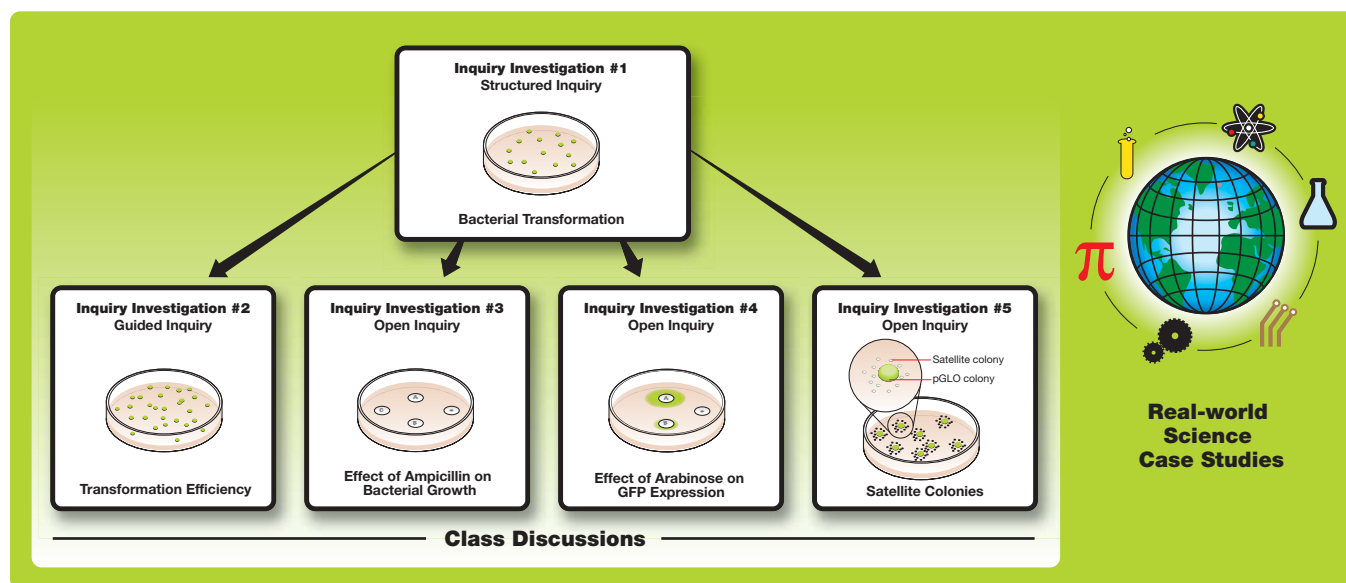 Inquiry Investigation #1
Structured Inquiry
Bacterial Transformation
Inquiry Investigation #2
Guided Inquiry
Transformation Efficiency
Inquiry Investigation #3
Open Inquiry
A
B
Effect of Ampicillin on
Bacterial Growth
Inquiry Investigation #4
Open Inquiry
A
B
Effect of Arabinose on
GFP Expression
Inquiry Investigation #5
Open Inquiry
Satellite colony
pGLO colony
Satellite Colonies
Class Discussions
π
Real-world
Science
Case Studies